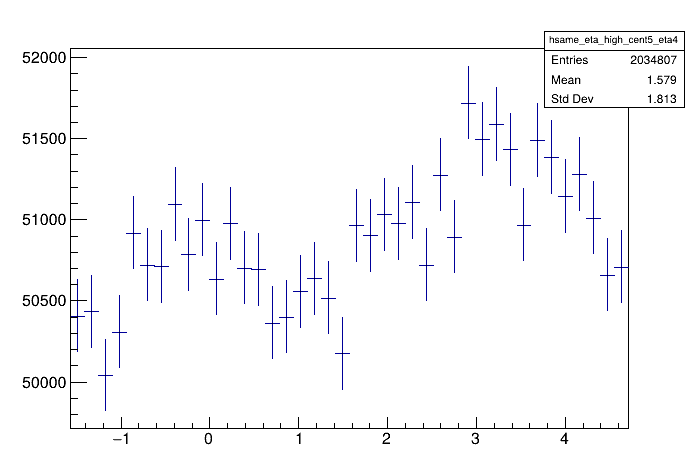 hsame_eta_high_cent5_eta4
Entries 2034807
Mean 1.579
Std Dev 1.813
52000
51500
51000
50500
50000
−1 0 1 2 3 4